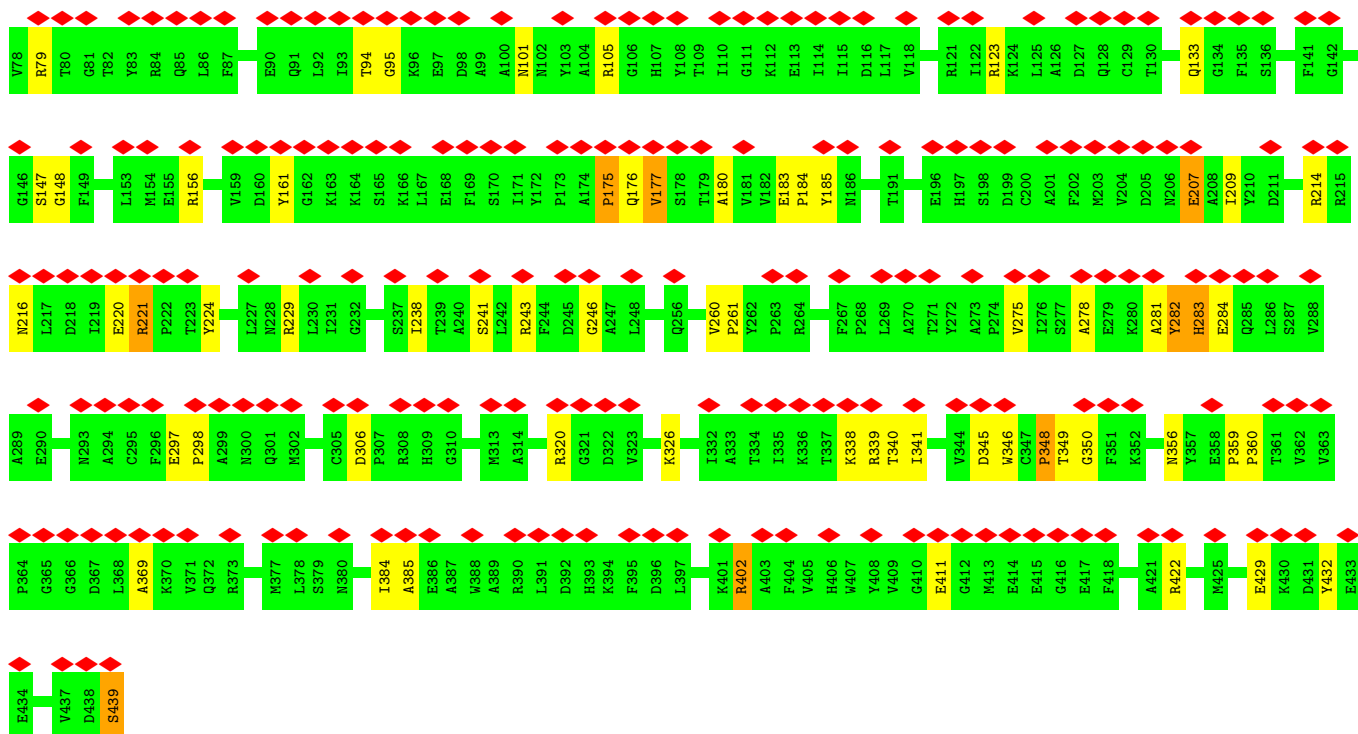 V78 R79 T80 G81 T82 Y83 R84 Q85 L86 F87 E90 Q91 L92 I93 T94 G95 K96 E97 D98 A99 A100 N101 N102 Y103 A104 R105 G106 H107 Y108 T109 I110 G111 K112 E113 I114 I115 D116 L117 V118 R121 I122 R123 K124 L125 A126 D127 Q128 C129 T130 Q133 G134 F135 S136 F141 G142
G146 S147 G148 F149 L153 M154 E155 R156 V159 D160 Y161 G162 K163 K164 S165 K166 L167 E168 F169 S170 I171 Y172 P173 A174 P175 Q176 V177 S178 T179 A180 V181 V182 E183 P184 Y185 N186 T191 E196 H197 S198 D199 C200 A201 F202 M203 V204 D205 N206 E207 A208 I209 Y210 D211 R214 R215
N216 L217 D218 I219 E220 R221 P222 T223 Y224 L227 N228 R229 L230 I231 G232 S237 I238 T239 A240 S241 L242 R243 F244 D245 G246 A247 L248 Q256 V260 P261 Y262 P263 R264 F267 P268 L269 A270 T271 Y272 A273 P274 V275 I276 S277 A278 E279 K280 A281 Y282 H283 E284 Q285 L286 S287 V288
A289 E290 N293 A294 C295 F296 E297 P298 A299 N300 Q301 M302 C305 D306 P307 R308 H309 G310 M313 A314 R320 G321 D322 V323 K326 I332 A333 T334 I335 K336 T337 K338 R339 T340 I341 V344 D345 W346 C347 P348 T349 G350 F351 K352 N356 Y357 E358 P359 P360 T361 V362 V363
P364 G365 G366 D367 L368 A369 K370 V371 Q372 R373 M377 L378 S379 N380 I384 A385 E386 A387 W388 A389 R390 L391 D392 H393 K394 F395 D396 L397 K401 R402 A403 F404 V405 H406 W407 Y408 V409 G410 E411 G412 M413 E414 E415 G416 E417 F418 A421 R422 M425 E429 K430 D431 Y432 E433
E434 V437 D438 S439